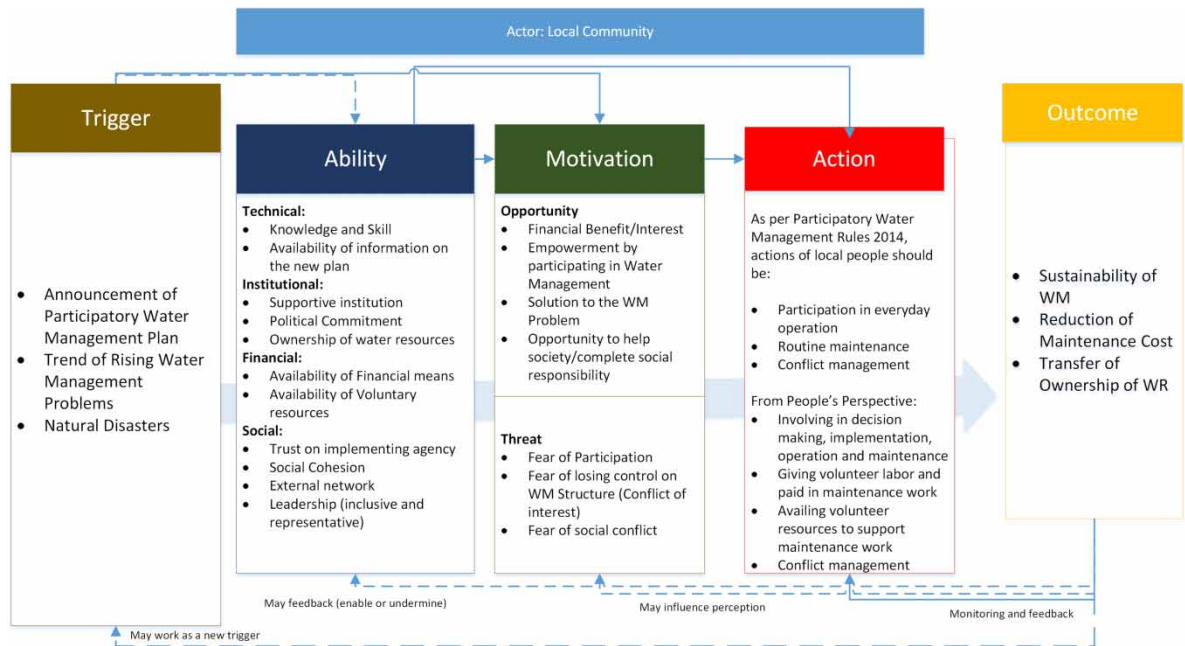 Actor: Local Community
Trigger
• Announcement of
Participatory Water
Management Plan
• Trend of Rising Water
Management
Problems
• Natural Disasters
Ability
Technical:
• Knowledge and Skill
• Availability of information on
the new plan
Institutional:
• Supportive institution
• Political Commitment
• Ownership of water resources
Financial:
• Availability of Financial means
• Availability of Voluntary
resources
Social:
• Trust on implementing agency
• Social Cohesion
• External network
• Leadership (inclusive and
representative)
Motivation
Opportunity
• Financial Benefit/Interest
• Empowerment by
participating in Water
Management
• Solution to the WM
Problem
• Opportunity to help
society/complete social
responsibility
Threat
• Fear of Participation
• Fear of losing control on
WM Structure (Conflict of
interest)
• Fear of social conflict
Action
As per Participatory Water
Management Rules 2014,
actions of local people should
be:
• Participation in everyday
operation
• Routine maintenance
• Conflict management
From People's Perspective:
• Involving in decision
making, implementation,
operation and maintenance
• Giving volunteer labor and
paid in maintenance work
• Availing volunteer
resources to support
maintenance work
• Conflict management
Outcome
• Sustainability of
WM
• Reduction of
Maintenance Cost
• Transfer of
Ownership of WR
May feedback (enable or undermine)
May influence perception
Monitoring and feedback
May work as a new trigger